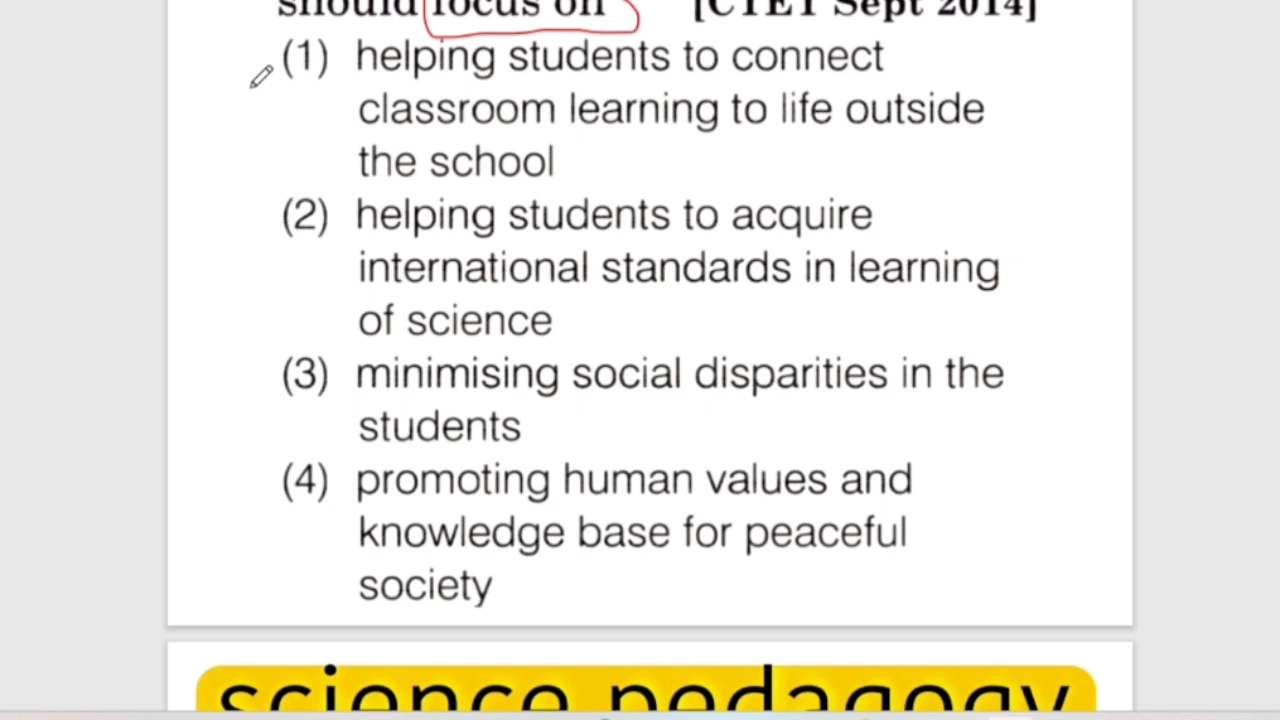 should focus on [CTET Sept 2014]
(1) helping students to connect
classroom learning to life outside
the school
(2) helping students to acquire
international standards in learning
of science
(3) minimising social disparities in the
students
(4) promoting human values and
knowledge base for peaceful
society
science pedagogy